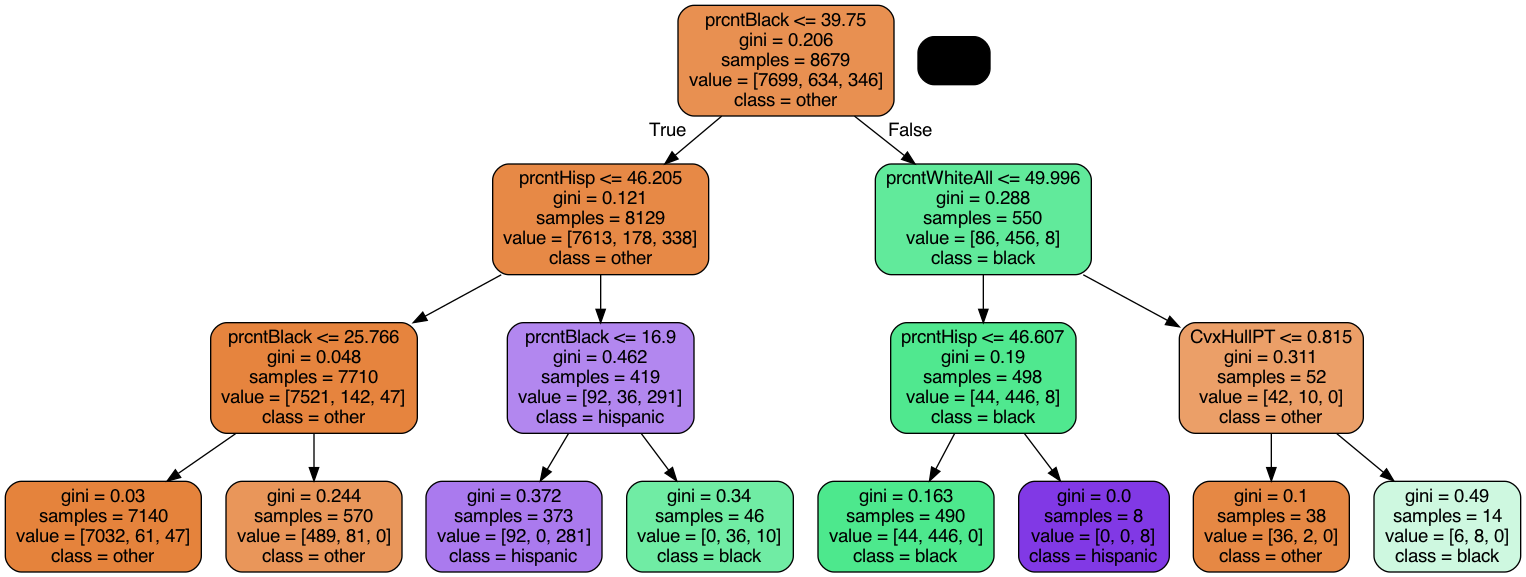 prcntBlack <= 39.75
gini = 0.206
samples = 8679
value = [7699, 634, 346]
class = other
True
False
prcntHisp <= 46.205
gini = 0.121
samples = 8129
value = [7613, 178, 338]
class = other
prcntWhiteAll <= 49.996
gini = 0.288
samples = 550
value = [86, 456, 8]
class = black
prcntBlack <= 25.766
gini = 0.048
samples = 7710
value = [7521, 142, 47]
class = other
prcntBlack <= 16.9
gini = 0.462
samples = 419
value = [92, 36, 291]
class = hispanic
prcntHisp <= 46.607
gini = 0.19
samples = 498
value = [44, 446, 8]
class = black
CvxHullPT <= 0.815
gini = 0.311
samples = 52
value = [42, 10, 0]
class = other
gini = 0.03
samples = 7140
value = [7032, 61, 47]
class = other
gini = 0.244
samples = 570
value = [489, 81, 0]
class = other
gini = 0.372
samples = 373
value = [92, 0, 281]
class = hispanic
gini = 0.34
samples = 46
value = [0, 36, 10]
class = black
gini = 0.163
samples = 490
value = [44, 446, 0]
class = black
gini = 0.0
samples = 8
value = [0, 0, 8]
class = hispanic
gini = 0.1
samples = 38
value = [36, 2, 0]
class = other
gini = 0.49
samples = 14
value = [6, 8, 0]
class = black